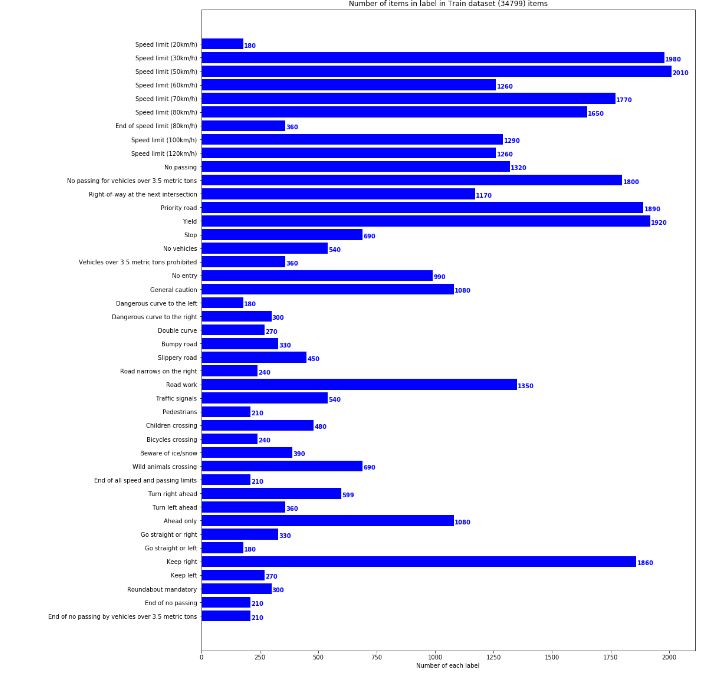 Number of items in label in Train dataset (34799) items
Speed limit (20km/h) 180
Speed limit (30km/h) 1980
Speed limit (50km/h) 2010
Speed limit (60km/h) 1260
Speed limit (70km/h) 1770
Speed limit (80km/h) 1650
End of speed limit (80km/h) 360
Speed limit (100km/h) 1290
Speed limit (120km/h) 1260
No passing 1320
No passing for vehicles over 3.5 metric tons 1800
Right-of-way at the next intersection 1170
Priority road 1890
Yield 1920
Stop 690
No vehicles 540
Vehicles over 3.5 metric tons prohibited 360
No entry 990
General caution 1080
Dangerous curve to the left 180
Dangerous curve to the right 300
Double curve 270
Bumpy road 330
Slippery road 450
Road narrows on the right 240
Road work 1350
Traffic signals 540
Pedestrians 210
Children crossing 480
Bicycles crossing 240
Beware of ice/snow 390
Wild animals crossing 690
End of all speed and passing limits 210
Turn right ahead 599
Turn left ahead 360
Ahead only 1080
Go straight or right 330
Go straight or left 180
Keep right 1860
Keep left 270
Roundabout mandatory 300
End of no passing 210
End of no passing by vehicles over 3.5 metric tons 210
0 250 500 750 1000 1250 1500 1750 2000
Number of each label